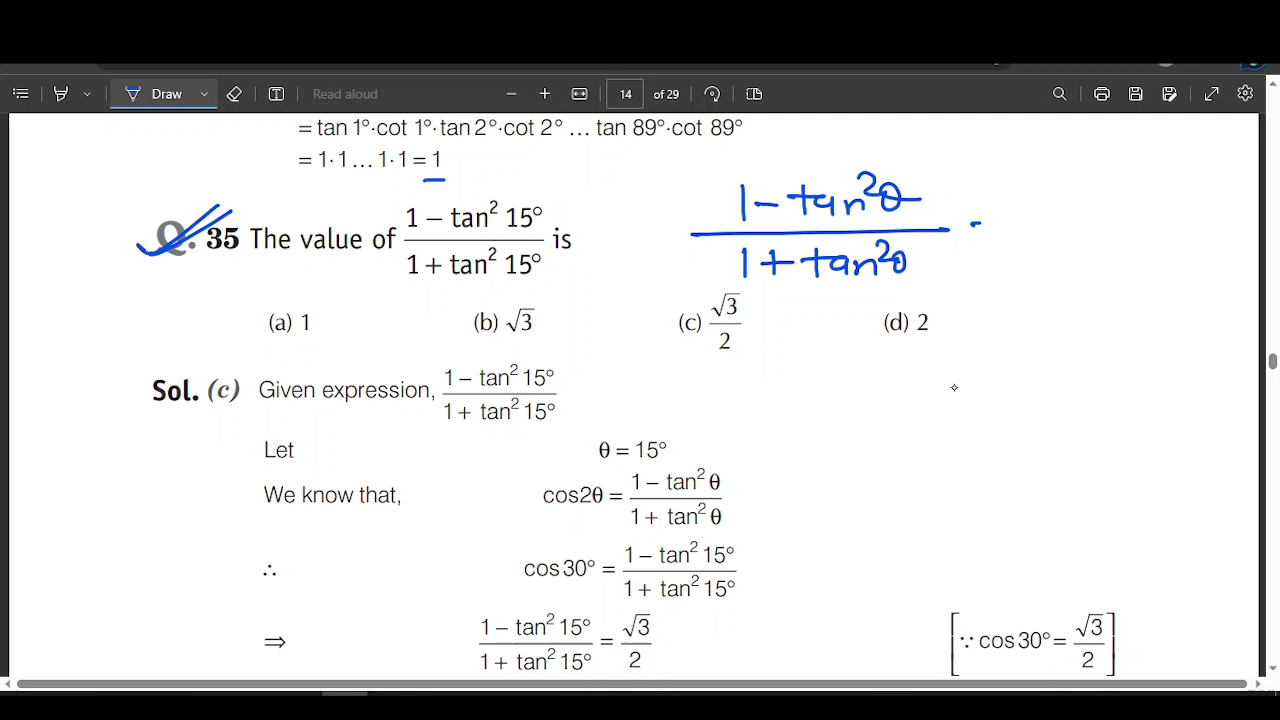 Draw
Read aloud
14 of 29
= tan 1°·cot 1°·tan 2°·cot 2° ... tan 89°·cot 89°
= 1·1 ... 1·1 = 1
Q. 35 The value of (1 − tan² 15°)/(1 + tan² 15°) is
(1 − tan²θ)/(1 + tan²θ)
(a) 1 (b) √3 (c) √3/2 (d) 2
Sol. (c) Given expression, (1 − tan² 15°)/(1 + tan² 15°)
Let θ = 15°
We know that, cos2θ = (1 − tan² θ)/(1 + tan² θ)
∴ cos 30° = (1 − tan² 15°)/(1 + tan² 15°)
⇒ (1 − tan² 15°)/(1 + tan² 15°) = √3/2 [∵ cos 30° = √3/2]